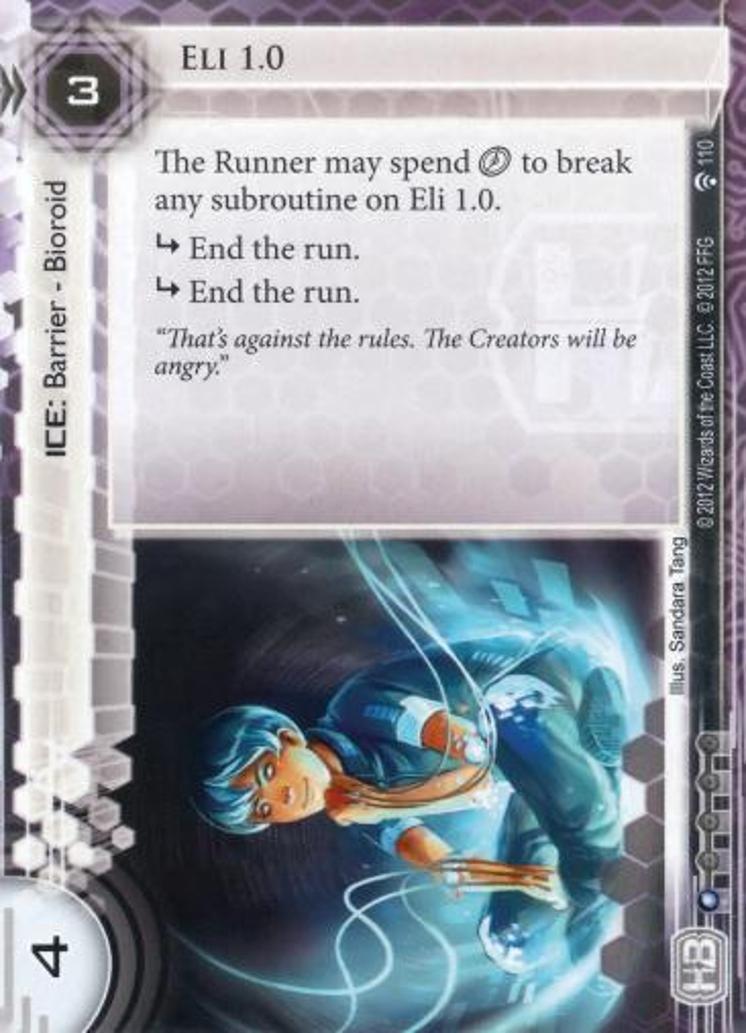 ELI 1.0
3
The Runner may spend to break
any subroutine on Eli 1.0.
End the run.
End the run.
“That’s against the rules. The Creators will be
angry.”
ICE: Barrier - Bioroid
4
110
© 2012 Wizards of the Coast LLC. © 2012 FFG
Illus. Sandara Tang
HB